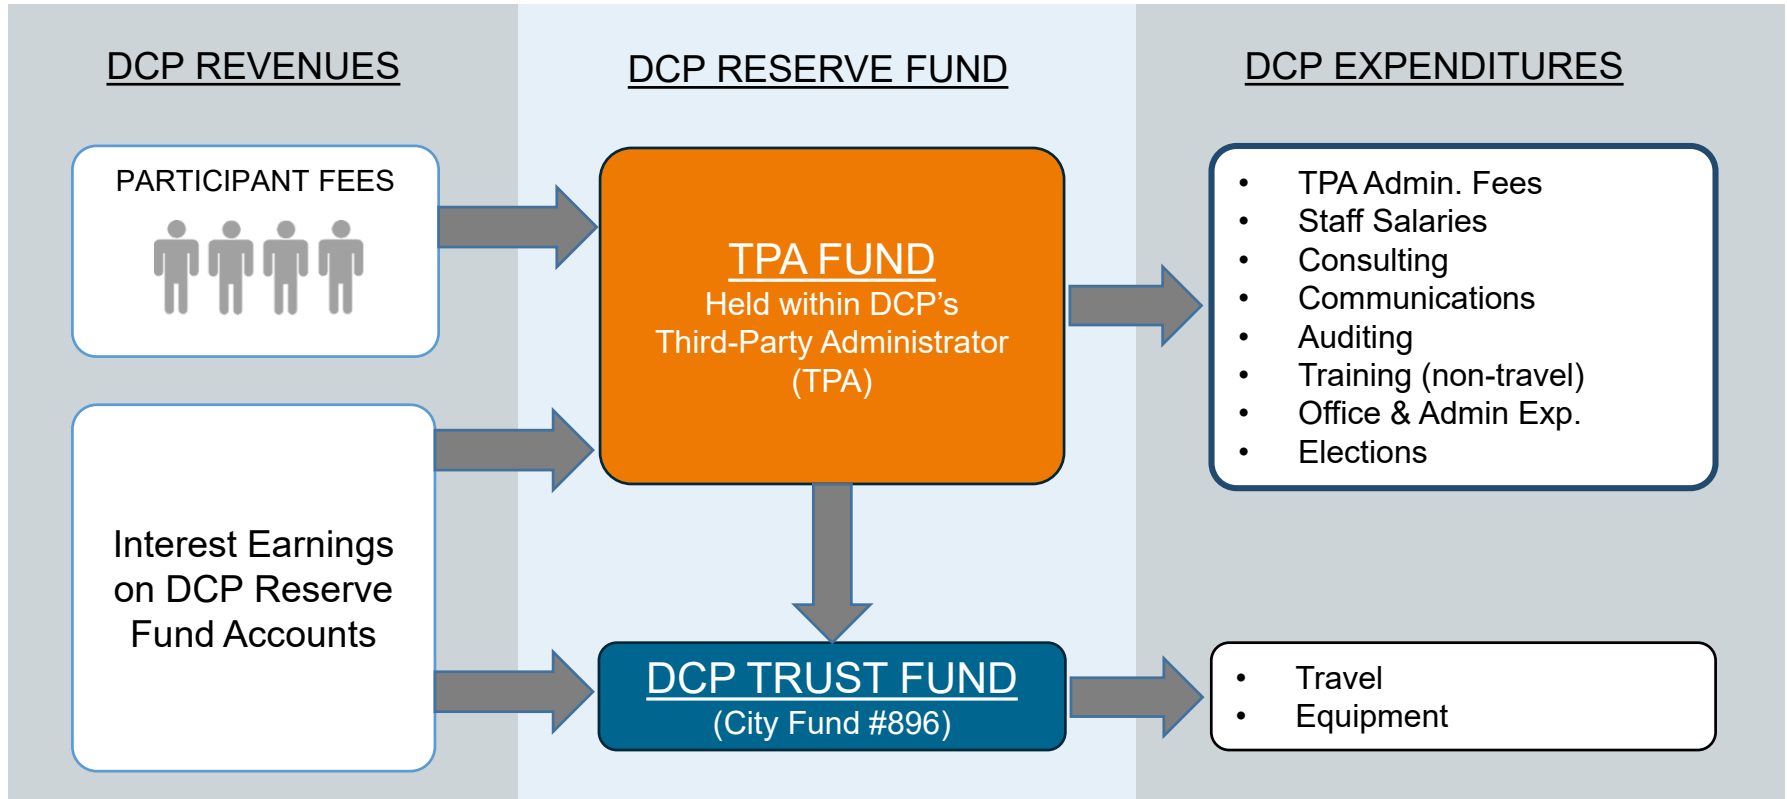 DCP REVENUES
PARTICIPANT FEES
Interest Earnings
on DCP Reserve
Fund Accounts
DCP RESERVE FUND
TPA FUND
Held within DCP’s
Third-Party Administrator
(TPA)
DCP TRUST FUND
(City Fund #896)
DCP EXPENDITURES
• TPA Admin. Fees
• Staff Salaries
• Consulting
• Communications
• Auditing
• Training (non-travel)
• Office & Admin Exp.
• Elections
• Travel
• Equipment